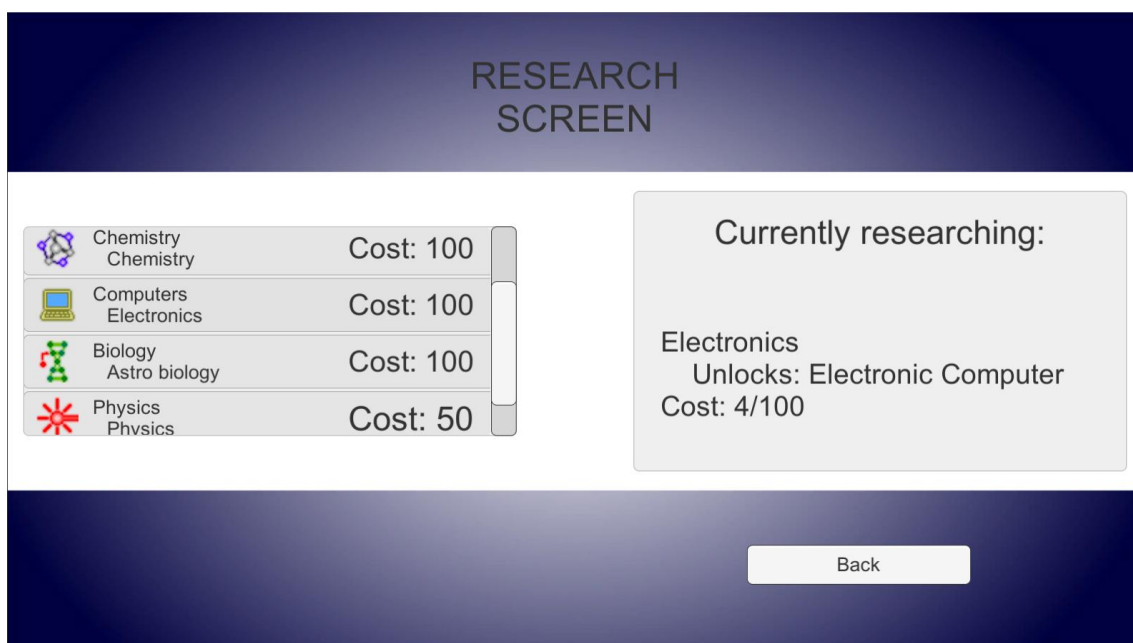 RESEARCH
SCREEN
Chemistry
Chemistry
Cost: 100
Computers
Electronics
Cost: 100
Biology
Astro biology
Cost: 100
Physics
Physics
Cost: 50
Currently researching:
Electronics
Unlocks: Electronic Computer
Cost: 4/100
Back